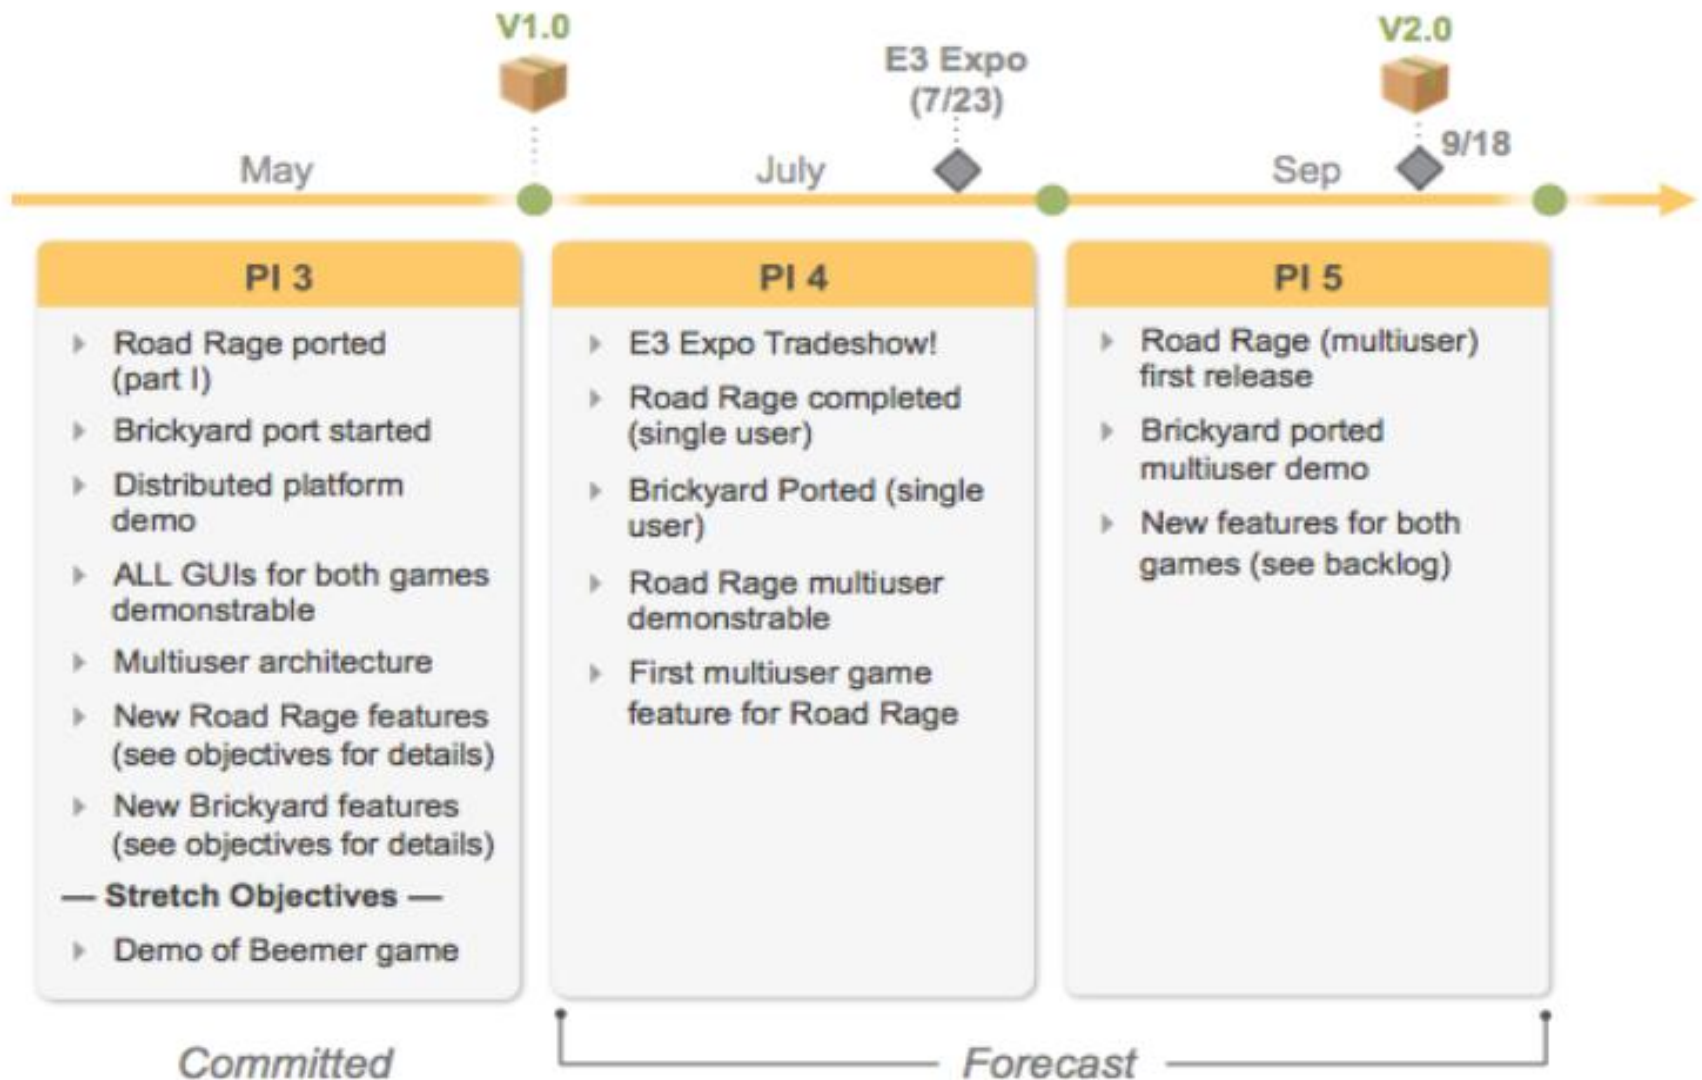 V1.0
E3 Expo
(7/23)
V2.0
9/18
May
July
Sep
PI 3
Road Rage ported
(part I)
Brickyard port started
Distributed platform
demo
ALL GUIs for both games
demonstrable
Multiuser architecture
New Road Rage features
(see objectives for details)
New Brickyard features
(see objectives for details)
— Stretch Objectives —
Demo of Beemer game
PI 4
E3 Expo Tradeshow!
Road Rage completed
(single user)
Brickyard Ported (single
user)
Road Rage multiuser
demonstrable
First multiuser game
feature for Road Rage
PI 5
Road Rage (multiuser)
first release
Brickyard ported
multiuser demo
New features for both
games (see backlog)
Committed
Forecast